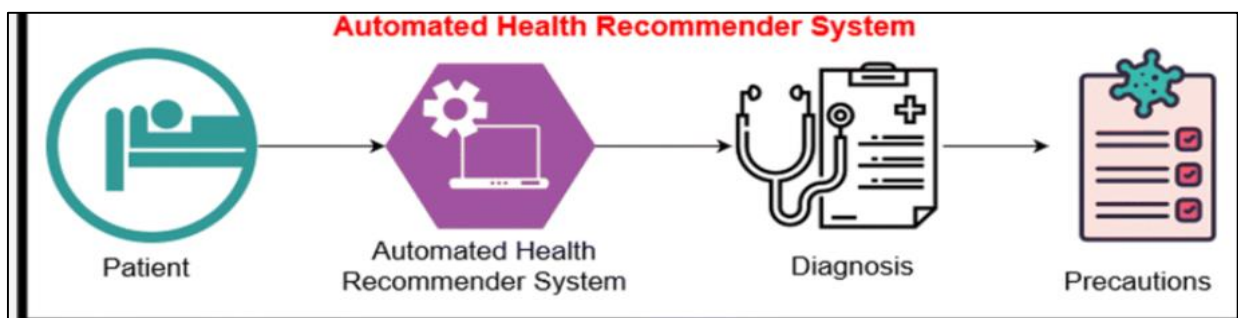 Automated Health Recommender System
Patient
Automated Health
Recommender System
Diagnosis
Precautions